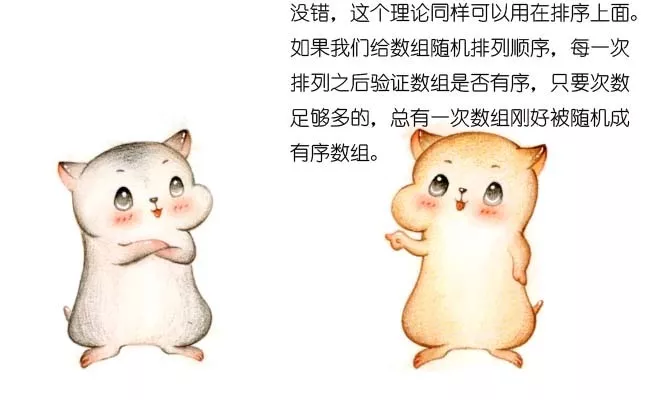 没错，这个理论同样可以用在排序上面。
如果我们给数组随机排列顺序，每一次
排列之后验证数组是否有序，只要次数
足够多的，总有一次数组刚好被随机成
有序数组。